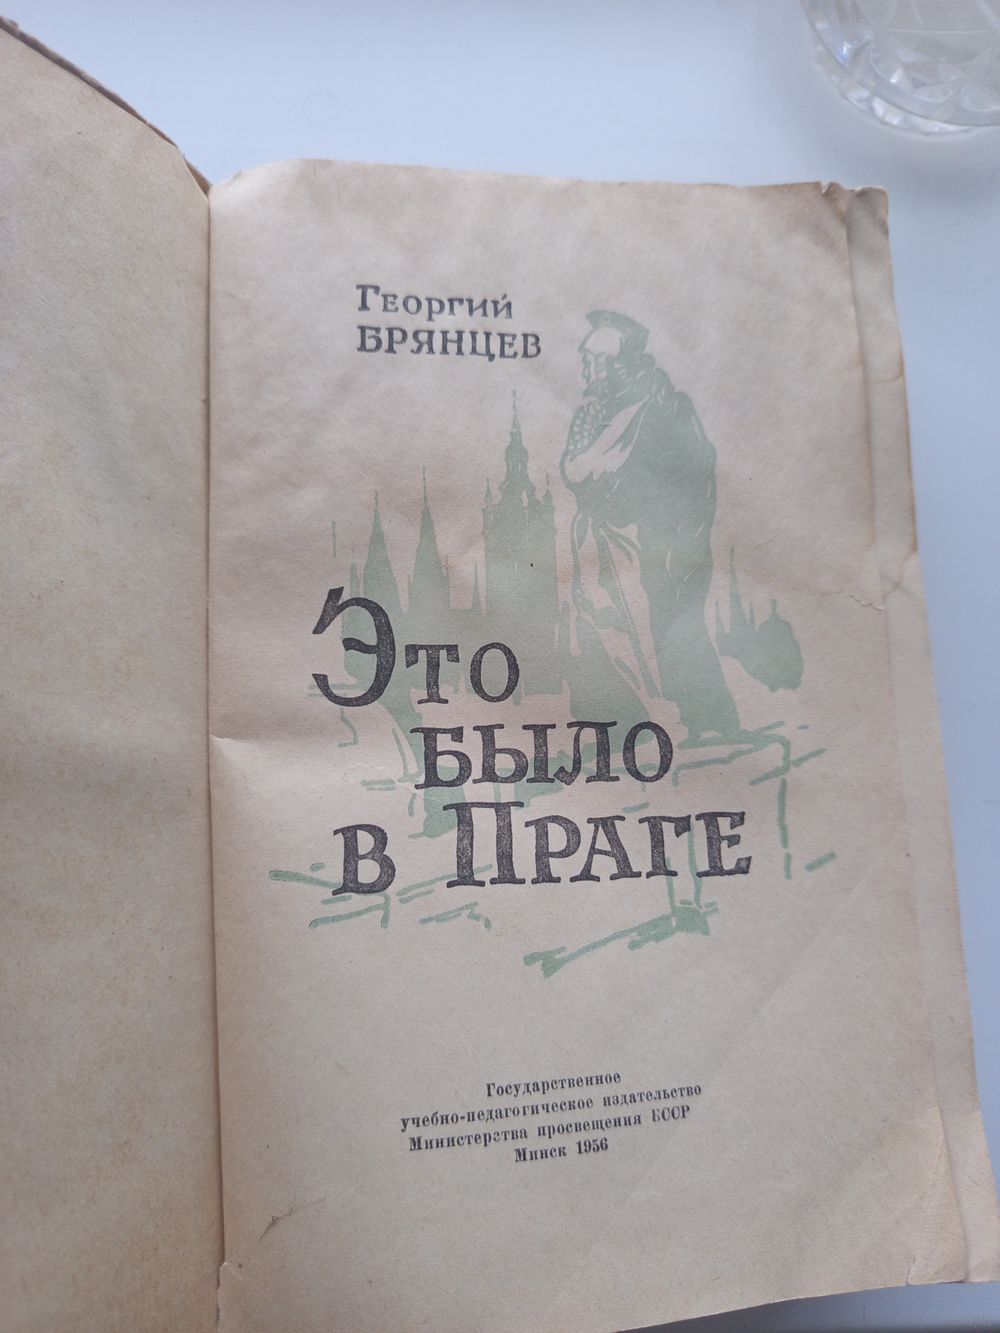 Георгий
БРЯНЦЕВ
Это
было
в Праге
Государственное
учебно-педагогическое издательство
Министерства просвещения БССР
Минск 1956